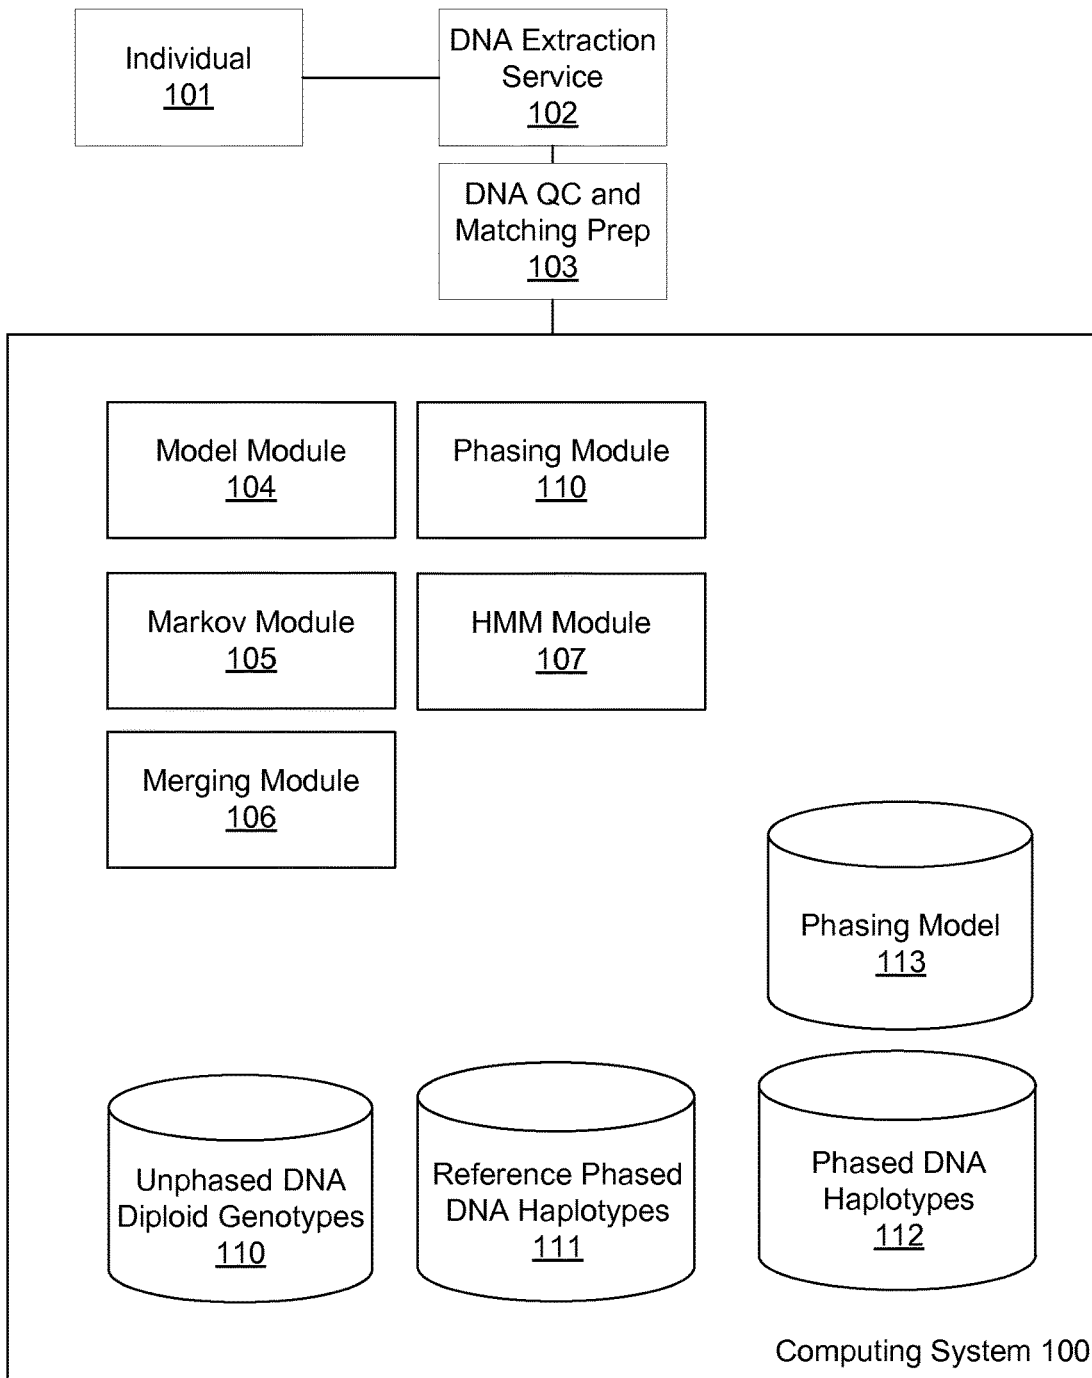 Individual
101
DNA Extraction
Service
102
DNA QC and
Matching Prep
103
Model Module
104
Phasing Module
110
Markov Module
105
HMM Module
107
Merging Module
106
Phasing Model
113
Unphased DNA
Diploid Genotypes
110
Reference Phased
DNA Haplotypes
111
Phased DNA
Haplotypes
112
Computing System 100